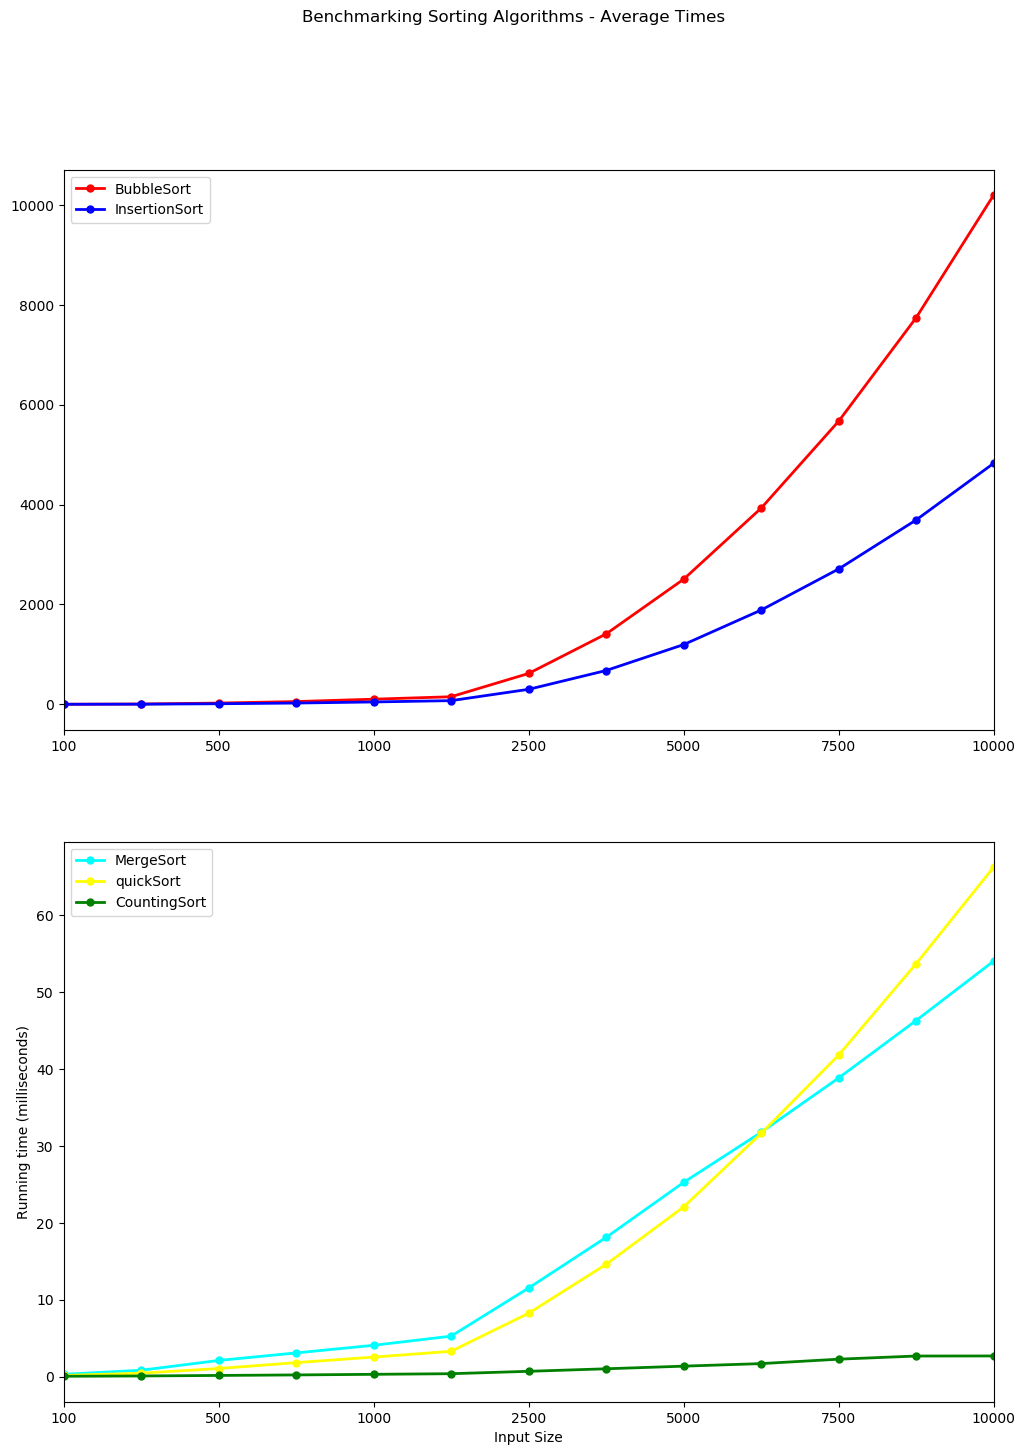 Benchmarking Sorting Algorithms - Average Times
BubbleSort
InsertionSort
10000
8000
6000
4000
2000
0
100 500 1000 2500 5000 7500 10000
MergeSort
quickSort
CountingSort
Running time (milliseconds)
60
50
40
30
20
10
0
100 500 1000 2500 5000 7500 10000
Input Size